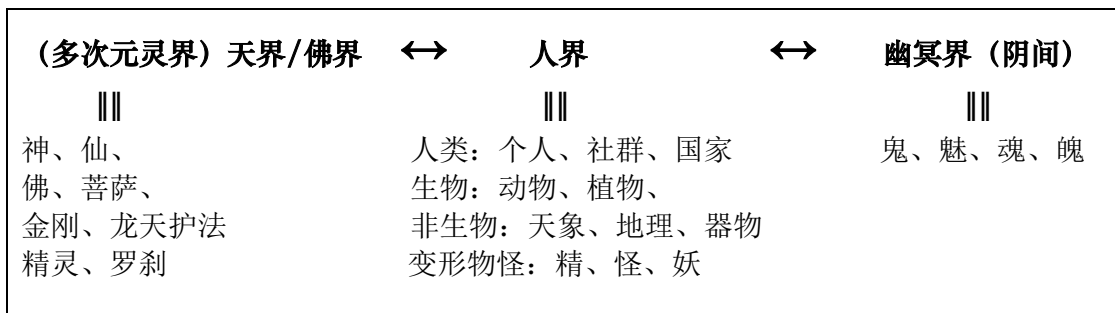 （多次元灵界）天界/佛界 ↔ 人界 ↔ 幽冥界（阴间）
‖‖ ‖‖ ‖‖
神、仙、 人类：个人、社群、国家 鬼、魅、魂、魄
佛、菩萨、 生物：动物、植物、
金刚、龙天护法 非生物：天象、地理、器物
精灵、罗刹 变形物怪：精、怪、妖